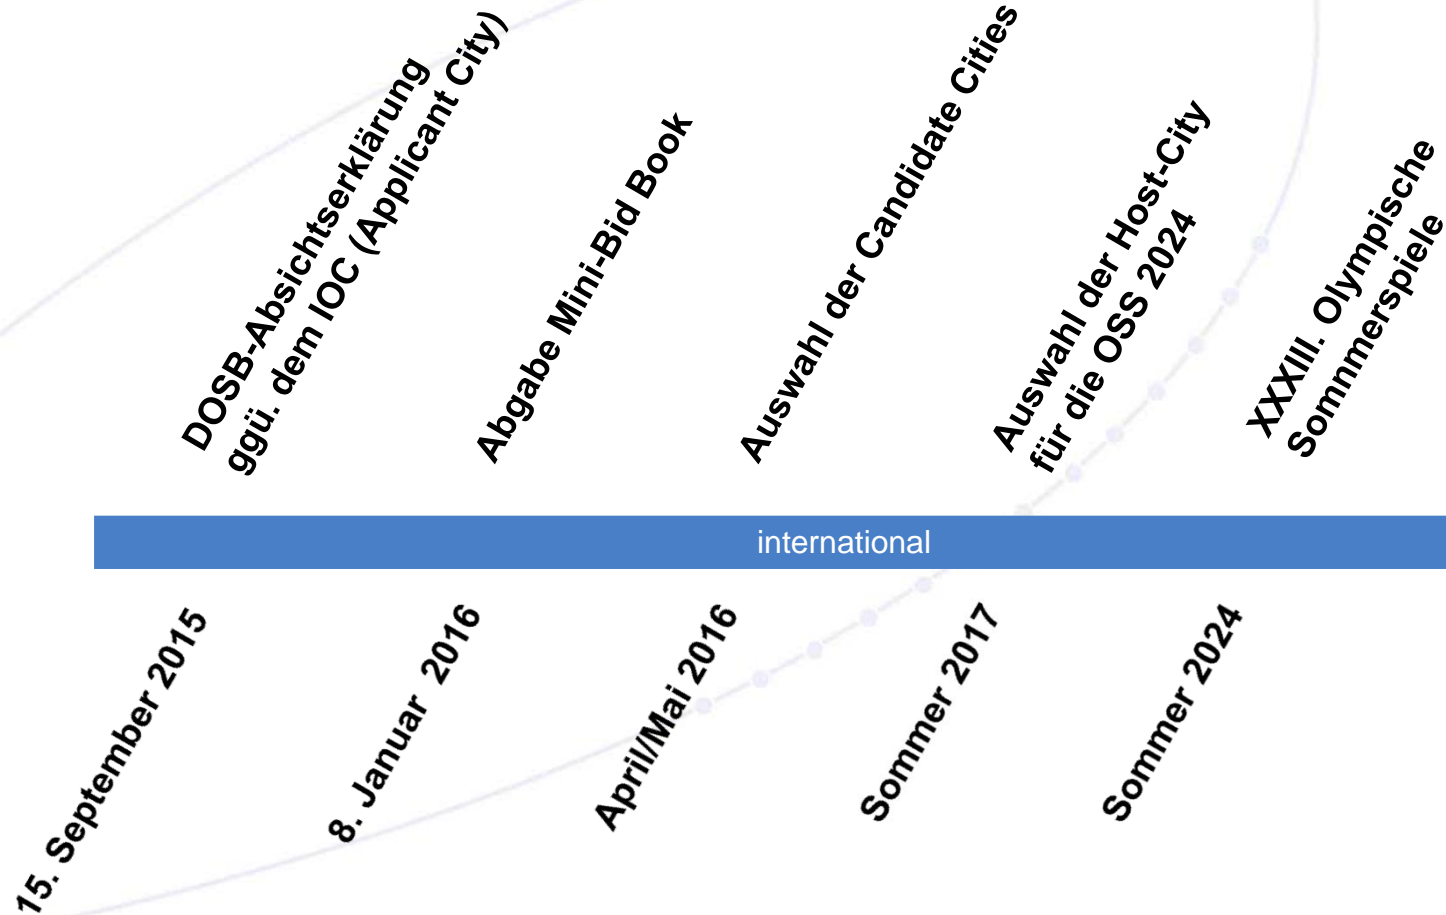 DOSB-Absichtserklärung
ggü. dem IOC (Applicant City)
Abgabe Mini-Bid Book
Auswahl der Candidate Cities
Auswahl der Host-City
für die OSS 2024
XXXIII. Olympische
Somnmerspiele
international
15. September 2015
8. Januar 2016
April/Mai 2016
Sommer 2017
Sommer 2024